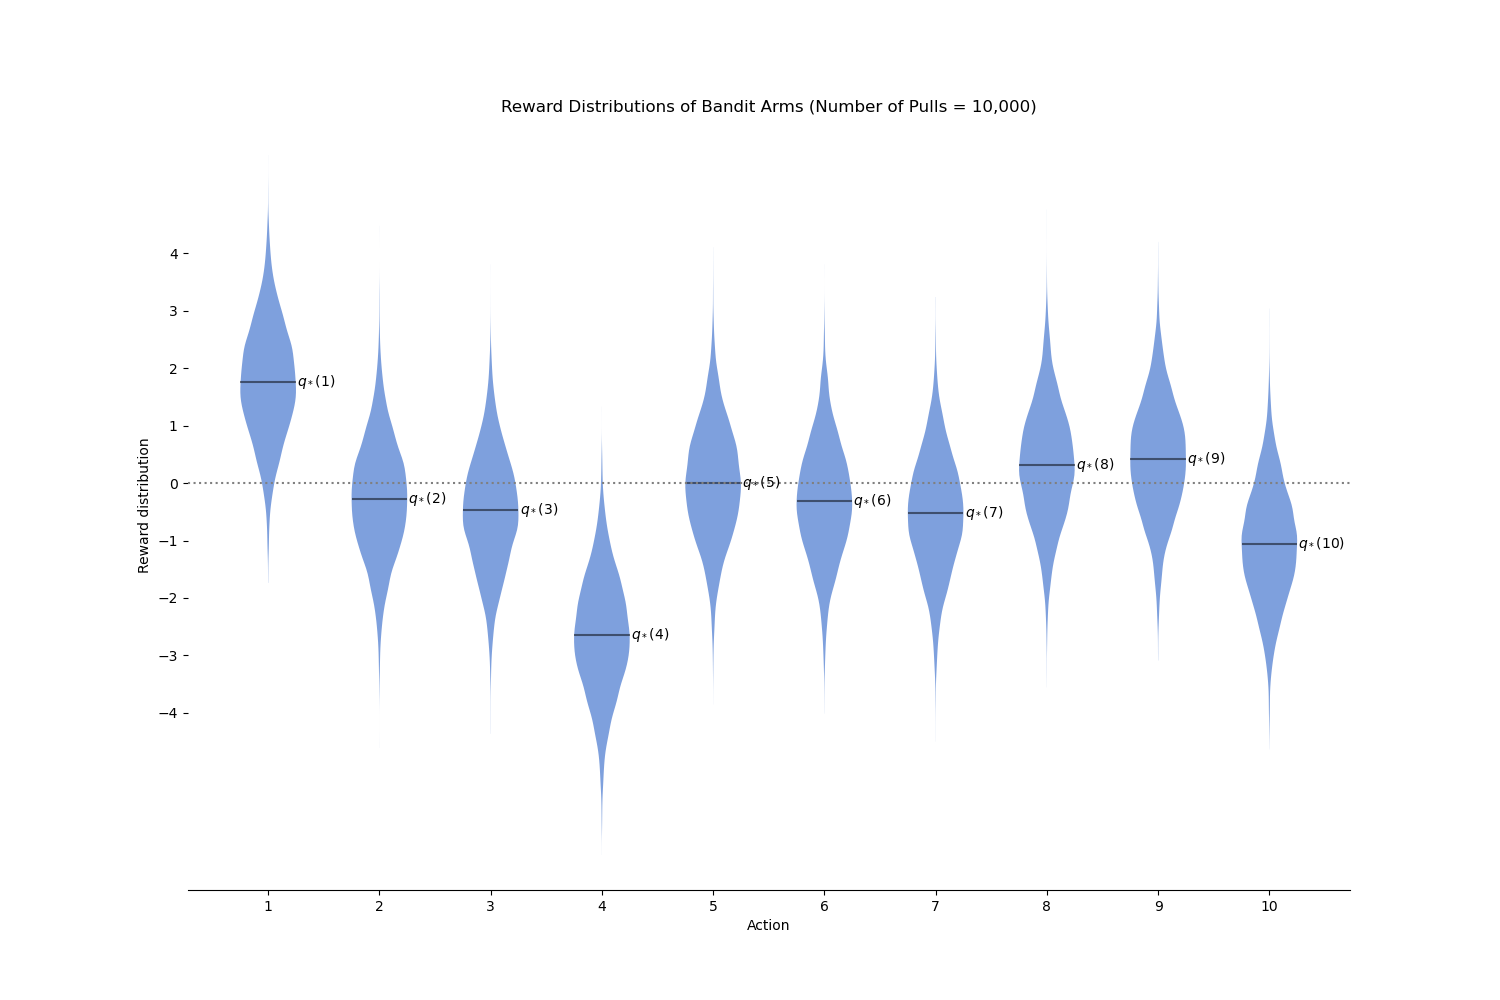 Reward Distributions of Bandit Arms (Number of Pulls = 10,000)
Reward distribution
4
3
2
1
0
−1
−2
−3
−4
q*(1)
q*(2)
q*(3)
q*(4)
q*(5)
q*(6)
q*(7)
q*(8)
q*(9)
q*(10)
1 2 3 4 5 6 7 8 9 10
Action